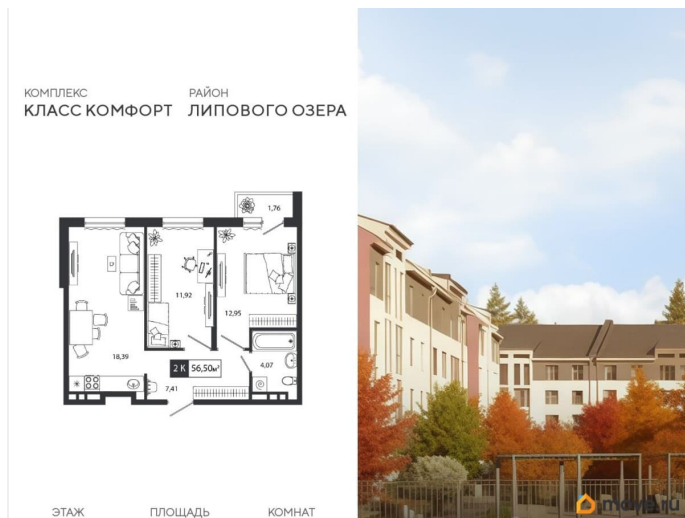 КОМПЛЕКС
КЛАСС КОМФОРТ
РАЙОН
ЛИПОВОГО ОЗЕРА
1,76
11,92
12,95
18,39
2 К 56,50м²
4,07
7,41
ЭТАЖ
ПЛОЩАДЬ
КОМНАТ
move.ru